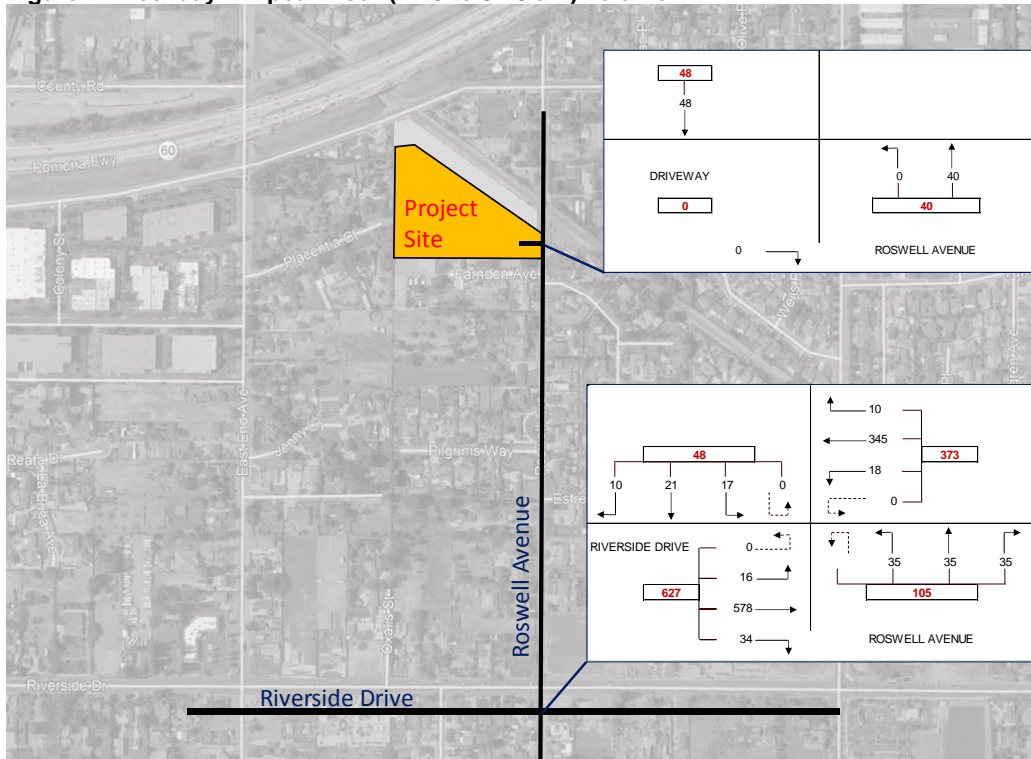 County Rd
60
Pomona Fwy
Colony St
Placentia Ct
Project
Site
Farndon Ave
East End Ave
Pilgrims Way
Reata Dr
Oxalis St
Roswell Avenue
Riverside Dr
Riverside Drive
48
48
DRIVEWAY
0
0 40
40
0
ROSWELL AVENUE
48
10 21 17 0
10
345
373
18
0
RIVERSIDE DRIVE
0
16
627
578
34
35 35 35
105
ROSWELL AVENUE